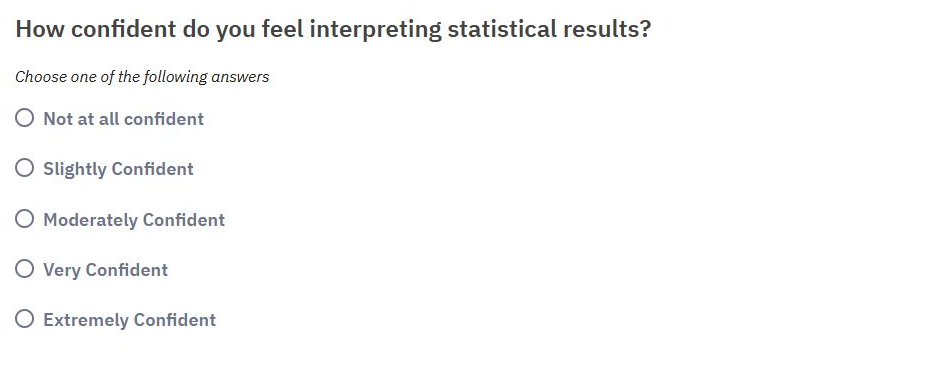 How confident do you feel interpreting statistical results?
Choose one of the following answers
Not at all confident
Slightly Confident
Moderately Confident
Very Confident
Extremely Confident